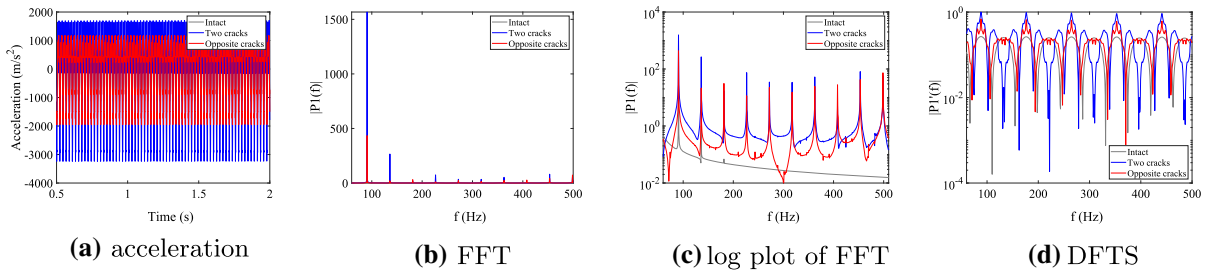 2000
1000
0
-1000
-2000
-3000
-4000
Acceleration (m/s²)
0.5
1
1.5
2
Time (s)
Intact
Two cracks
Opposite cracks
(a) acceleration
1500
1000
500
0
|P1(f)|
100
200
300
400
500
f (Hz)
Intact
Two cracks
Opposite cracks
(b) FFT
10⁴
10²
10⁰
10⁻²
|P1(f)|
100
200
300
400
500
f (Hz)
Intact
Two cracks
Opposite cracks
(c) log plot of FFT
10⁰
10⁻²
10⁻⁴
|P1'(f)|
100
200
300
400
500
f (Hz)
Intact
Two cracks
Opposite cracks
(d) DFTS